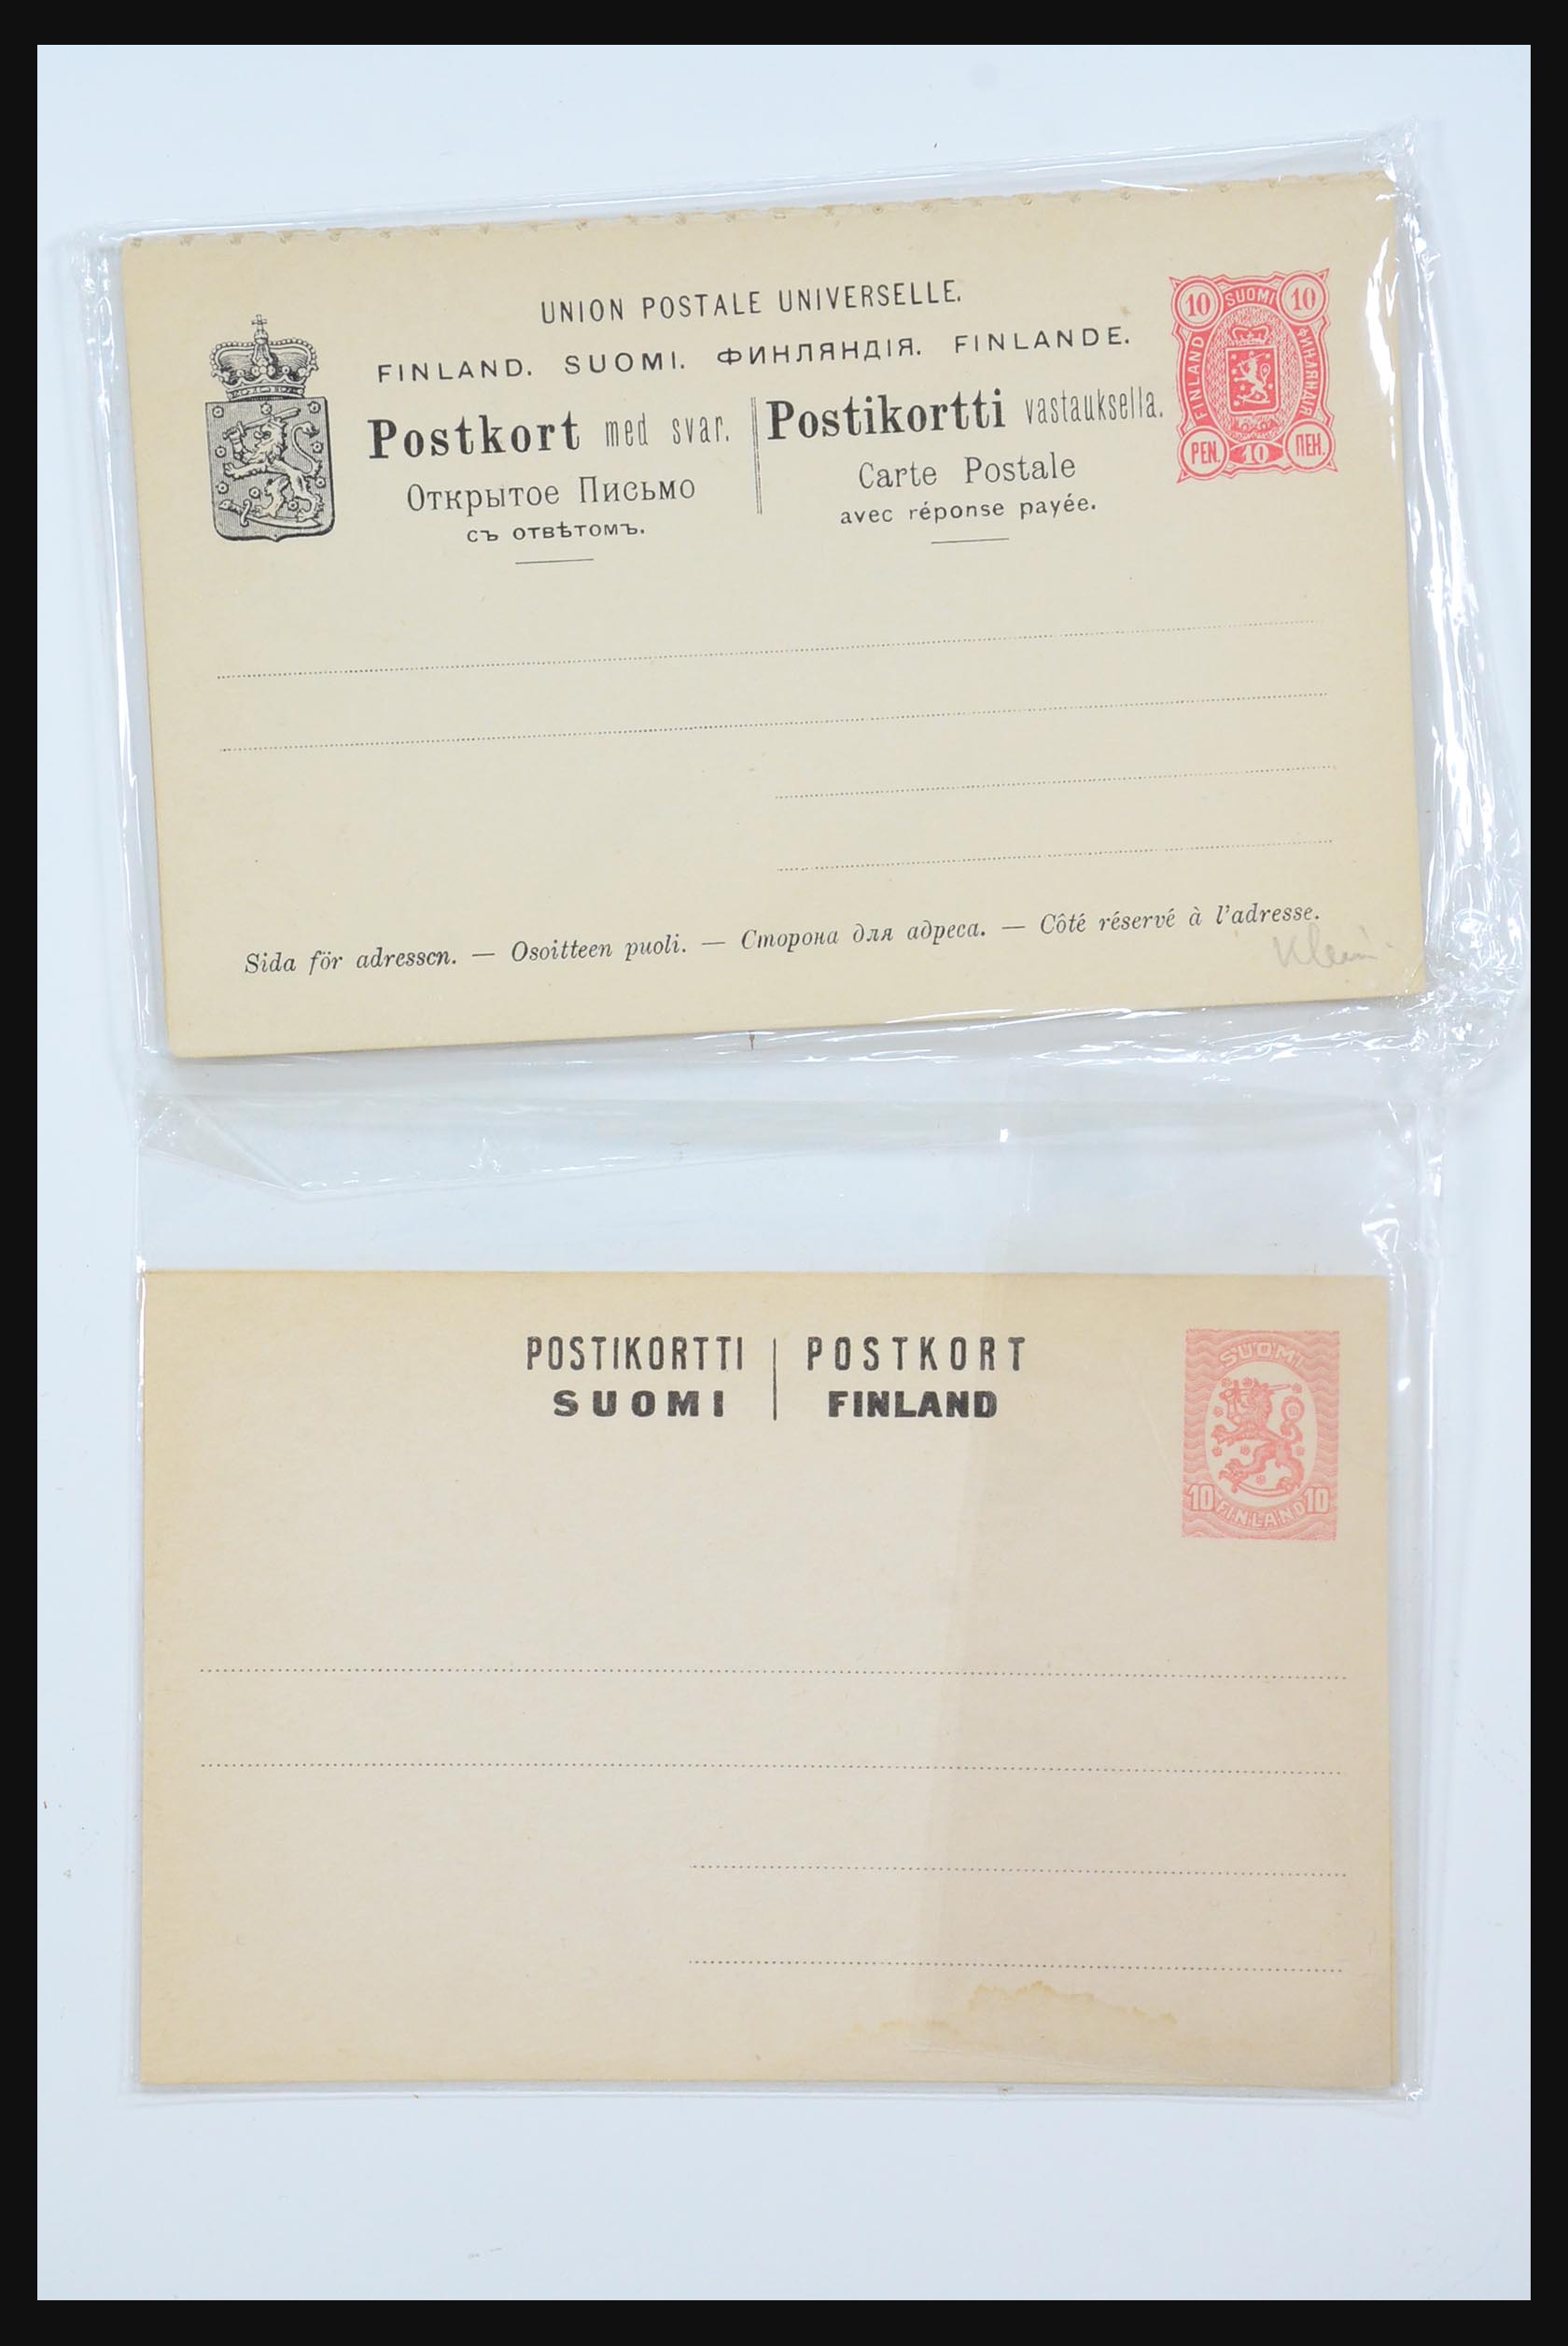 UNION POSTALE UNIVERSELLE.
FINLAND. SUOMI. ФИНЛЯНДІЯ. FINLANDE.
Postkort med svar.
Открытое Письмо
съ отвѣтомъ.
Postikortti vastauksella.
Carte Postale
avec réponse payée.
10 SUOMI 10
FINLAND
ФИНЛЯНДІЯ
PEN. 10 ПЕН.
Sida för adressen. — Osoitteen puoli. — Сторона для адреса. — Côté réservé à l'adresse.
Klein
POSTIKORTTI
SUOMI
POSTKORT
FINLAND
SUOMI
10 FINLAND 10